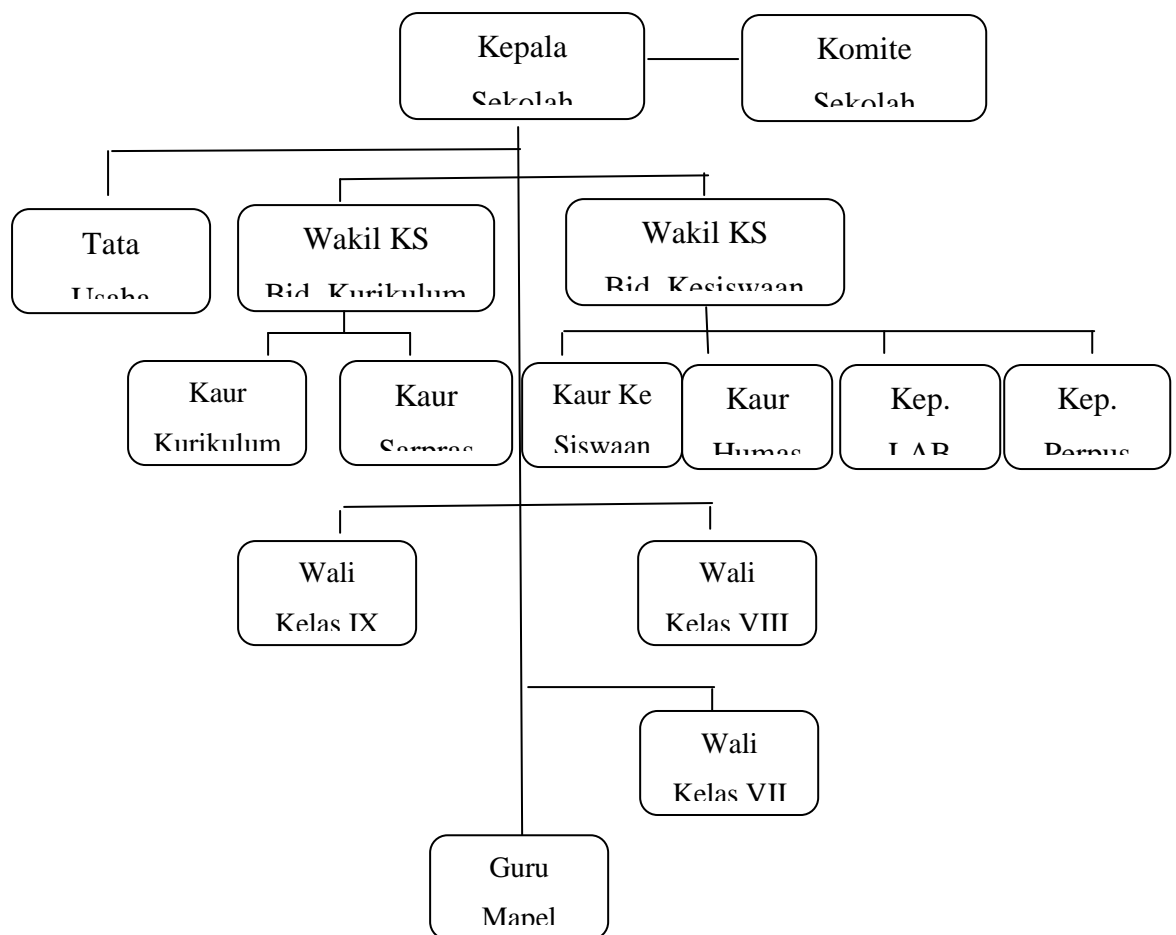 Kepala
Sekolah
Komite
Sekolah
Tata
Usaha
Wakil KS
Bid. Kurikulum
Wakil KS
Bid. Kesiswaan
Kaur
Kurikulum
Kaur
Sarpras
Kaur Ke
Siswaan
Kaur
Humas
Kep.
LAB
Kep.
Perpus
Wali
Kelas IX
Wali
Kelas VIII
Wali
Kelas VII
Guru
Mapel